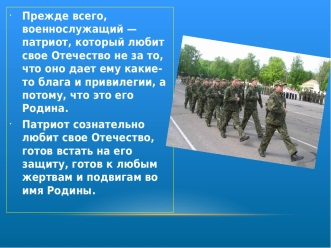 Прежде всего,
военнослужащий —
патриот, который любит
свое Отечество не за то,
что оно дает ему какие-
то блага и привилегии, а
потому, что это его
Родина.
Патриот сознательно
любит свое Отечество,
готов встать на его
защиту, готов к любым
жертвам и подвигам во
имя Родины.